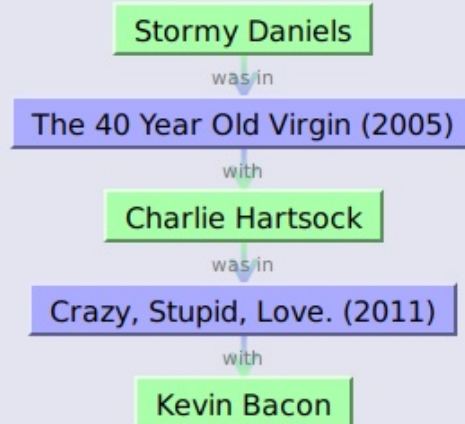 Stormy Daniels
was in
The 40 Year Old Virgin (2005)
with
Charlie Hartsock
was in
Crazy, Stupid, Love. (2011)
with
Kevin Bacon